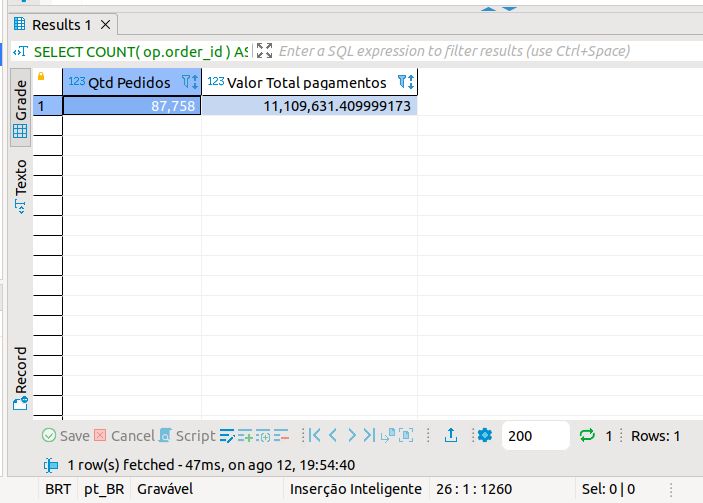 Results 1
SELECT COUNT( op.order_id ) AS
Enter a SQL expression to filter results (use Ctrl+Space)
Grade
Texto
Record
123 Qtd Pedidos 123 Valor Total pagamentos
1 87,758 11,109,631.409999173
Save Cancel Script 200 1 Rows: 1
1 row(s) fetched - 47ms, on ago 12, 19:54:40
BRT pt_BR Gravável Inserção Inteligente 26 : 1 : 1260 Sel: 0 | 0